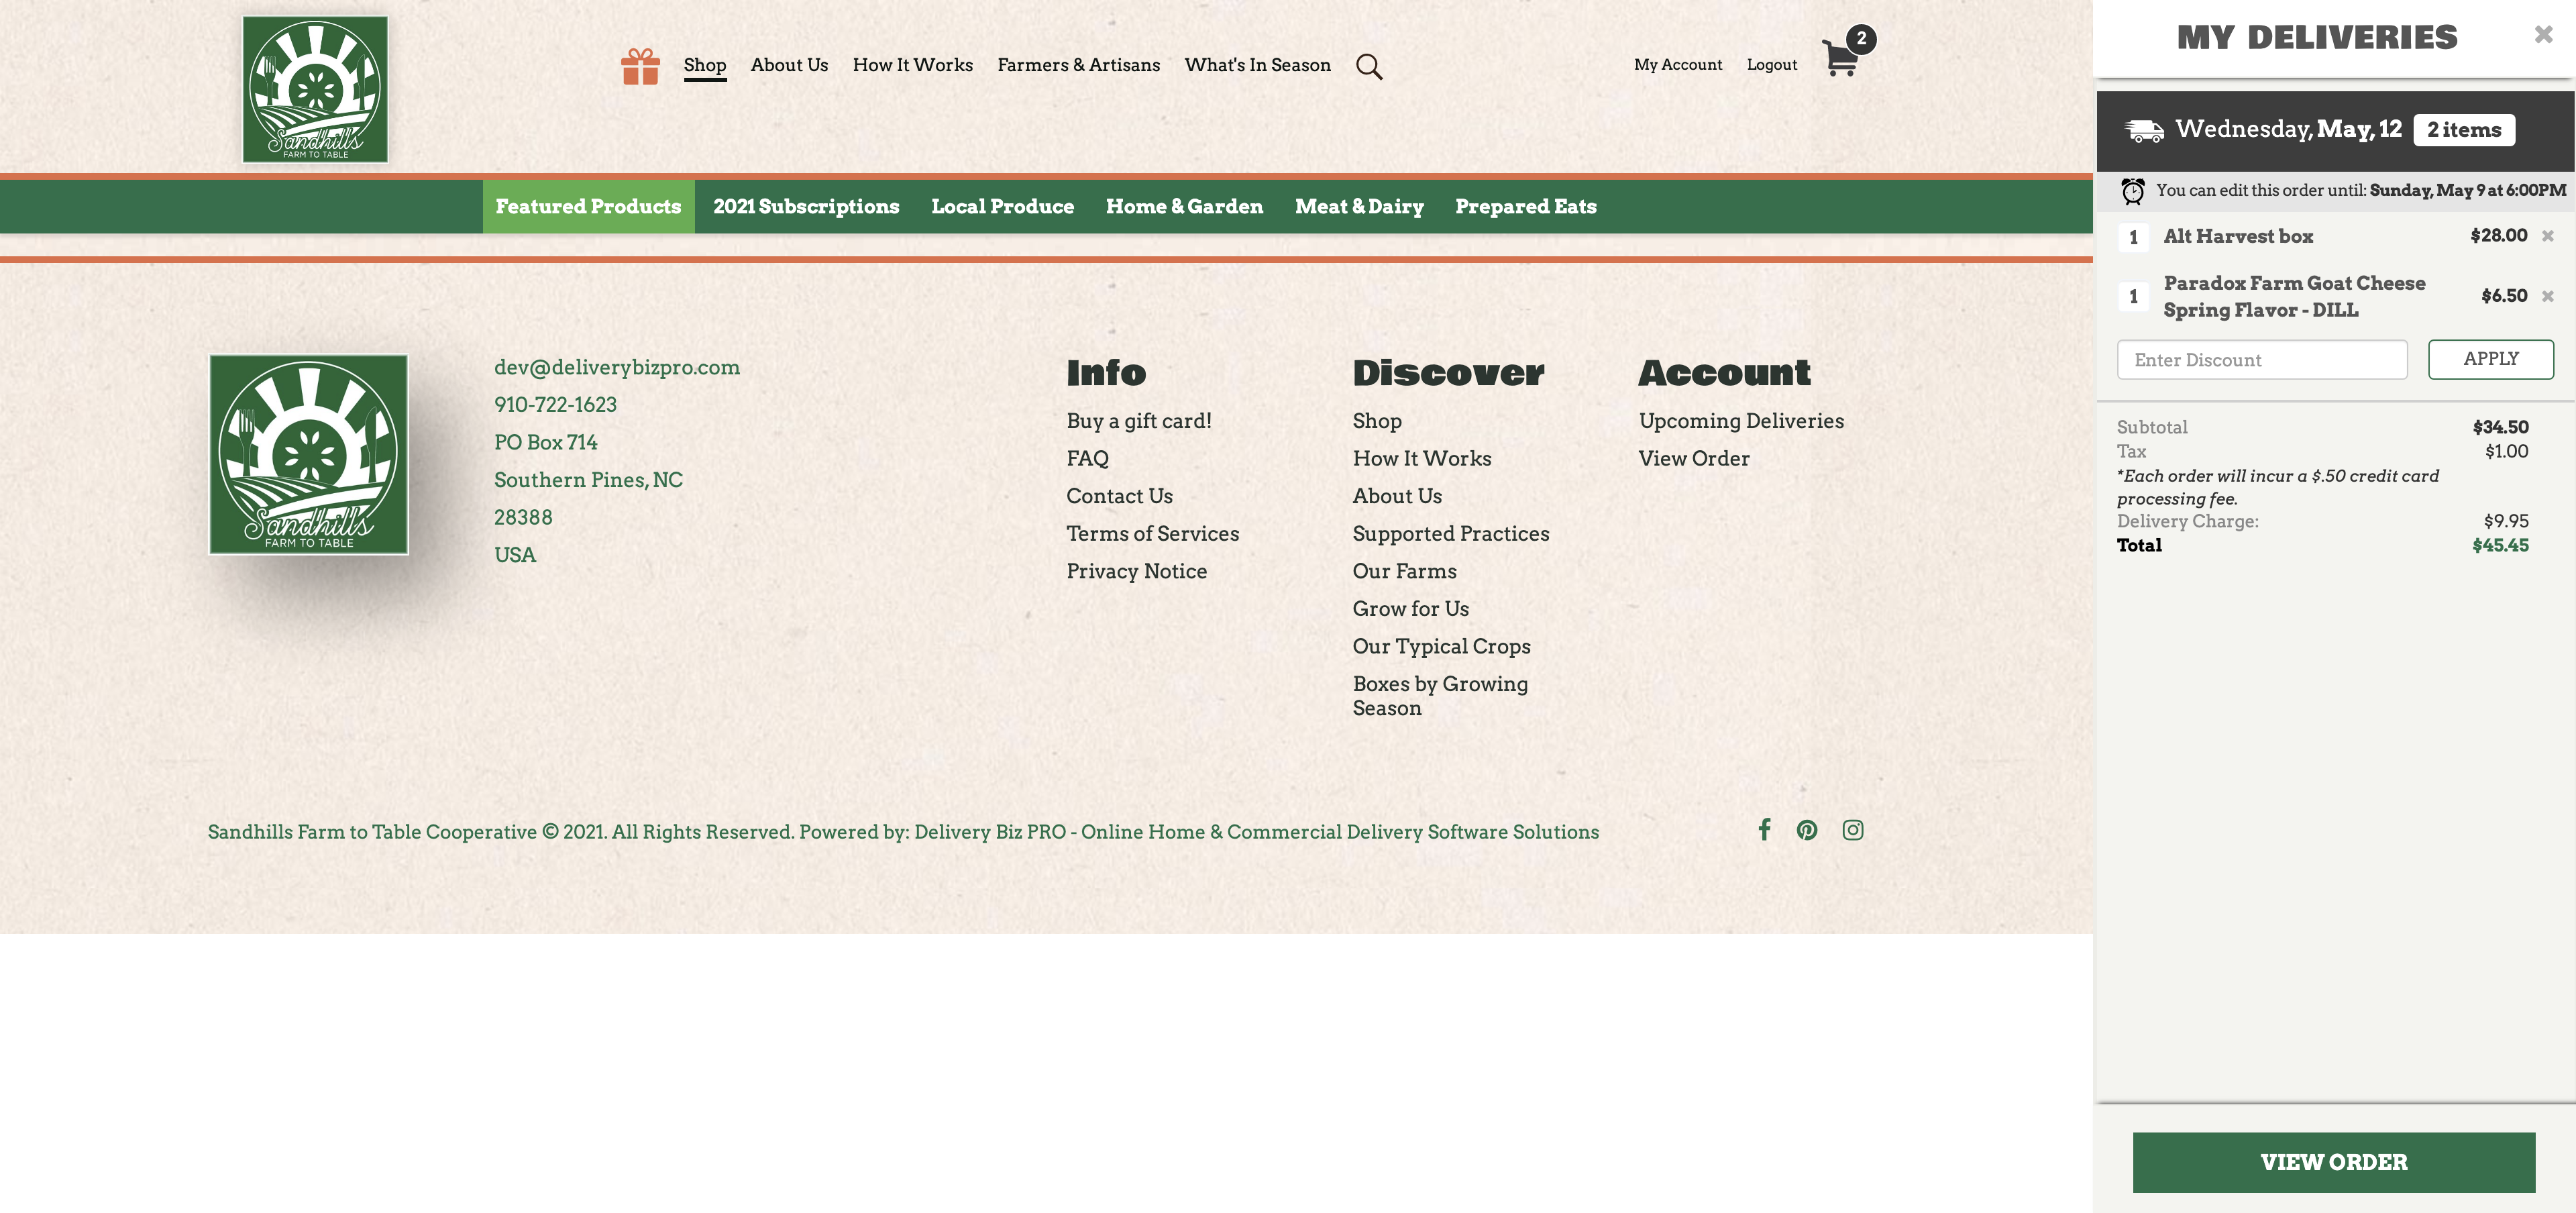 Sandhills
FARM TO TABLE
Shop
About Us
How It Works
Farmers & Artisans
What's In Season
My Account
Logout
2
Featured Products
2021 Subscriptions
Local Produce
Home & Garden
Meat & Dairy
Prepared Eats
Sandhills
FARM TO TABLE
dev@deliverybizpro.com
910-722-1623
PO Box 714
Southern Pines, NC
28388
USA
Info
Buy a gift card!
FAQ
Contact Us
Terms of Services
Privacy Notice
Discover
Shop
How It Works
About Us
Supported Practices
Our Farms
Grow for Us
Our Typical Crops
Boxes by Growing
Season
Account
Upcoming Deliveries
View Order
Sandhills Farm to Table Cooperative © 2021. All Rights Reserved. Powered by: Delivery Biz PRO - Online Home & Commercial Delivery Software Solutions
MY DELIVERIES
Wednesday, May, 12 2 items
You can edit this order until: Sunday, May 9 at 6:00PM
1 Alt Harvest box $28.00
1 Paradox Farm Goat Cheese
Spring Flavor - DILL $6.50
Enter Discount APPLY
Subtotal $34.50
Tax $1.00
*Each order will incur a $.50 credit card
processing fee.
Delivery Charge: $9.95
Total $45.45
VIEW ORDER